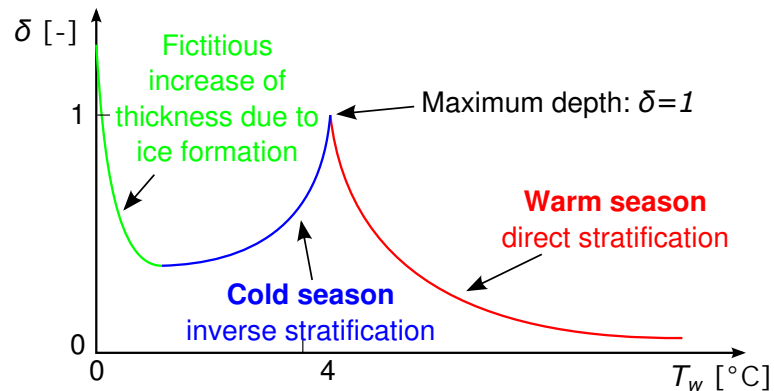 δ [-]
Fictitious
increase of
thickness due to
ice formation
1
Maximum depth: δ=1
Warm season
direct stratification
Cold season
inverse stratification
0
0
4
T_w [°C]